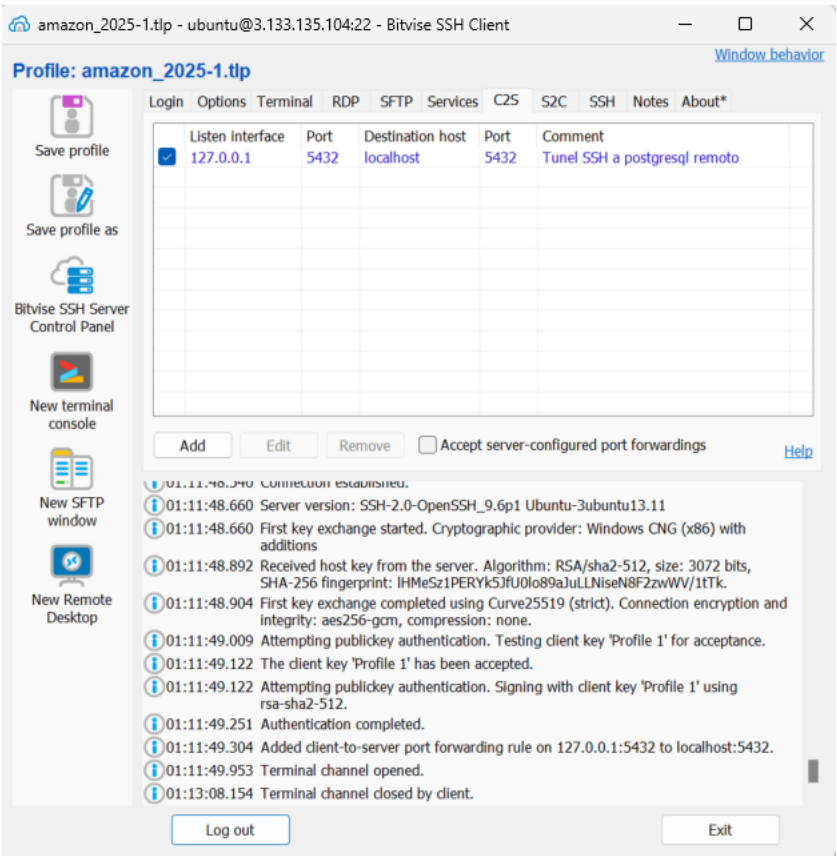 amazon_2025-1.tlp - ubuntu@3.133.135.104:22 - Bitvise SSH Client
Window behavior
Profile: amazon_2025-1.tlp
Save profile
Save profile as
Bitvise SSH Server
Control Panel
New terminal
console
New SFTP
window
New Remote
Desktop
Login Options Terminal RDP SFTP Services C2S S2C SSH Notes About*
Listen interface Port Destination host Port Comment
127.0.0.1 5432 localhost 5432 Tunel SSH a postgresql remoto
Add Edit Remove Accept server-configured port forwardings
Help
01:11:48.540 Connection established.
01:11:48.660 Server version: SSH-2.0-OpenSSH_9.6p1 Ubuntu-3ubuntu13.11
01:11:48.660 First key exchange started. Cryptographic provider: Windows CNG (x86) with
additions
01:11:48.892 Received host key from the server. Algorithm: RSA/sha2-512, size: 3072 bits,
SHA-256 fingerprint: lHMeSz1PERYk5JfU0lo89aJuLLNiseN8F2zwWV/1tTk.
01:11:48.904 First key exchange completed using Curve25519 (strict). Connection encryption and
integrity: aes256-gcm, compression: none.
01:11:49.009 Attempting publickey authentication. Testing client key 'Profile 1' for acceptance.
01:11:49.122 The client key 'Profile 1' has been accepted.
01:11:49.122 Attempting publickey authentication. Signing with client key 'Profile 1' using
rsa-sha2-512.
01:11:49.251 Authentication completed.
01:11:49.304 Added client-to-server port forwarding rule on 127.0.0.1:5432 to localhost:5432.
01:11:49.953 Terminal channel opened.
01:13:08.154 Terminal channel closed by client.
Log out
Exit